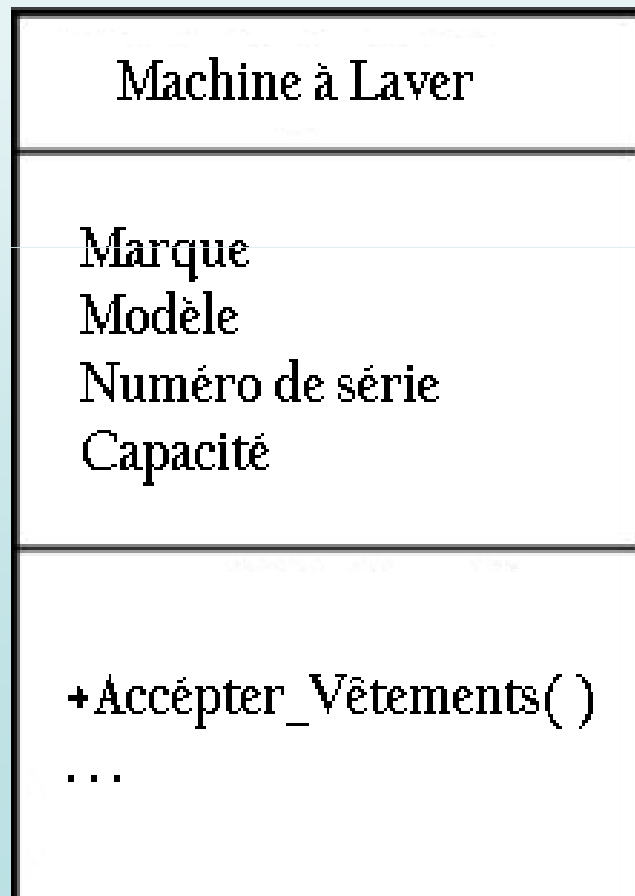 Machine à Laver
Marque
Modèle
Numéro de série
Capacité
+Accépter_Vêtements( )
...